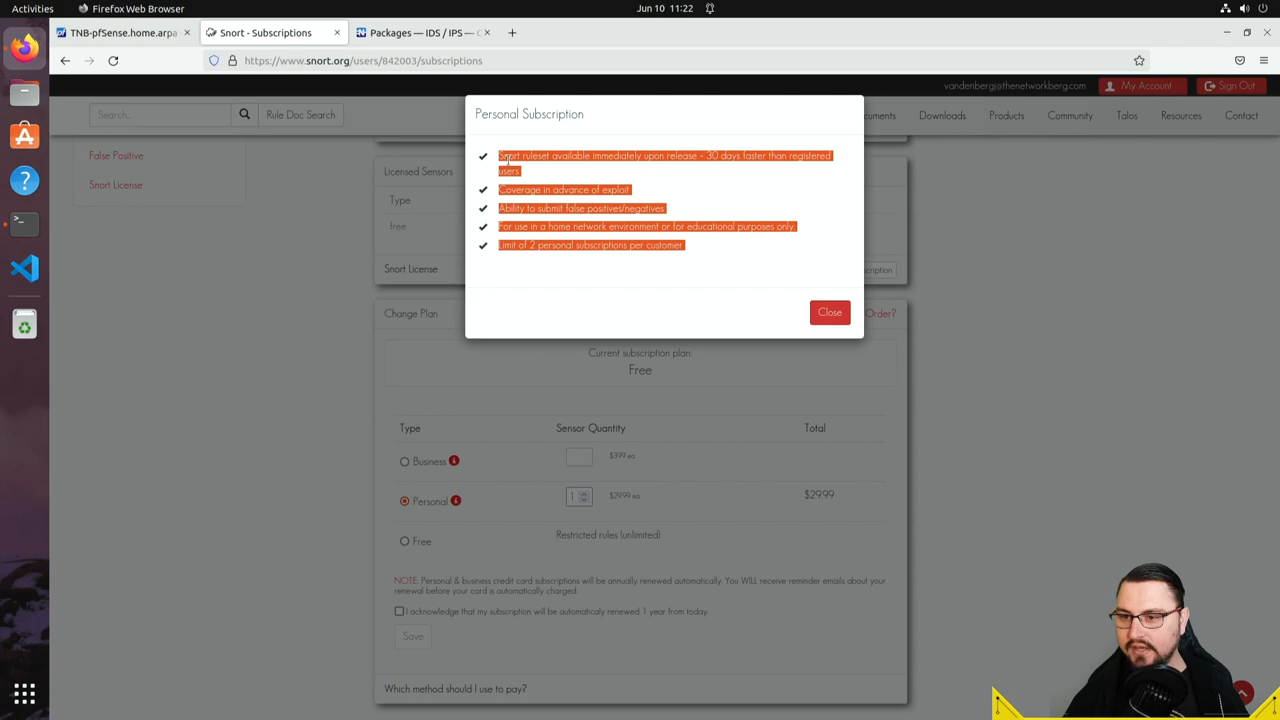 Activities
Firefox Web Browser
Jun 10 11:22
TNB-pfSense.home.arpa
Snort - Subscriptions
Packages — IDS / IPS —
https://www.snort.org/users/842003/subscriptions
vandenberg@thenetworkberg.com
My Account
Sign Out
Search...
Rule Doc Search
cuments
Downloads
Products
Community
Talos
Resources
Contact
False Positive
Snort License
Personal Subscription
Snort ruleset available immediately upon release - 30 days faster than registered
users
Coverage in advance of exploit
Ability to submit false positives/negatives
For use in a home network environment or for educational purposes only.
Limit of 2 personal subscriptions per customer
Close
Licensed Sensors
Type
free
Snort License
cription
Change Plan
Order?
Current subscription plan:
Free
Type
Sensor Quantity
Total
Business
$399 ea
Personal
1
$29.99 ea
$29.99
Free
Restricted rules (unlimited)
NOTE: Personal & business credit card subscriptions will be annually renewed automatically. You WILL receive reminder emails about your
renewal before your card is automatically charged
I acknowledge that my subscription will be automaticaly renewed 1 year from today.
Save
Which method should I use to pay?